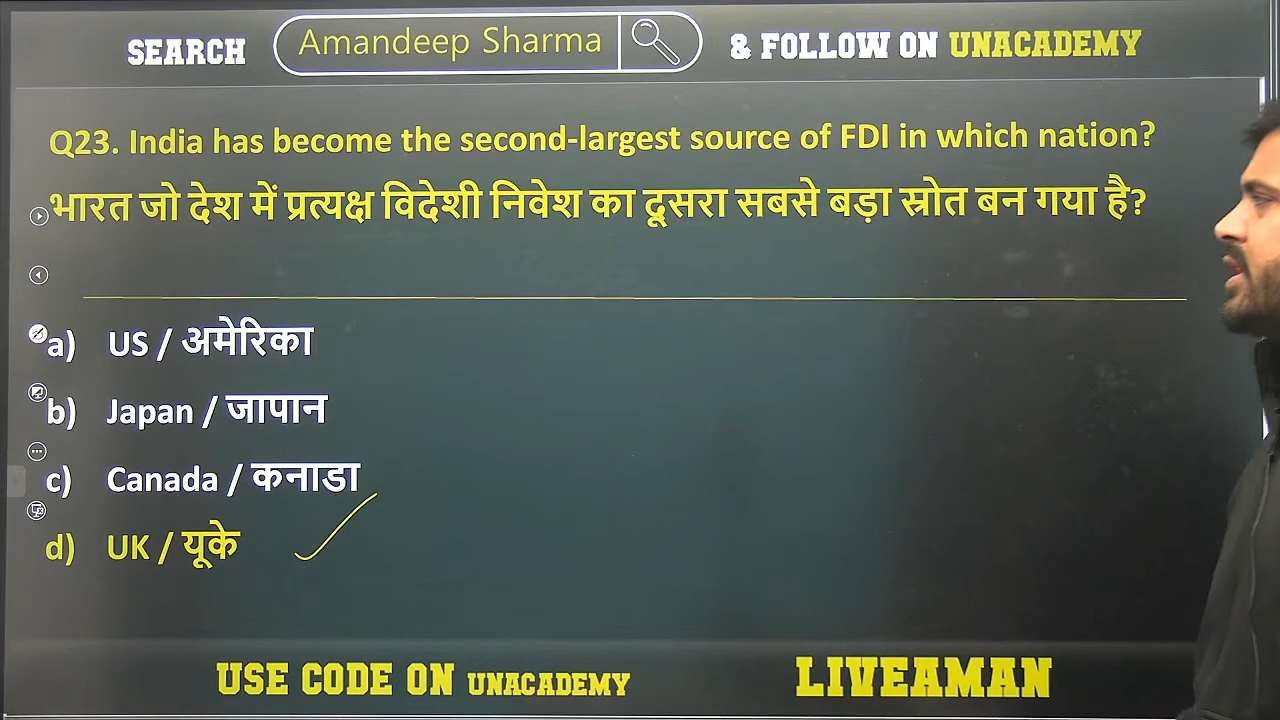 SEARCH Amandeep Sharma & FOLLOW ON UNACADEMY
Q23. India has become the second-largest source of FDI in which nation?
भारत जो देश में प्रत्यक्ष विदेशी निवेश का दूसरा सबसे बड़ा स्रोत बन गया है?
a) US / अमेरिका
b) Japan / जापान
c) Canada / कनाडा
d) UK / यूके
USE CODE ON UNACADEMY LIVEAMAN